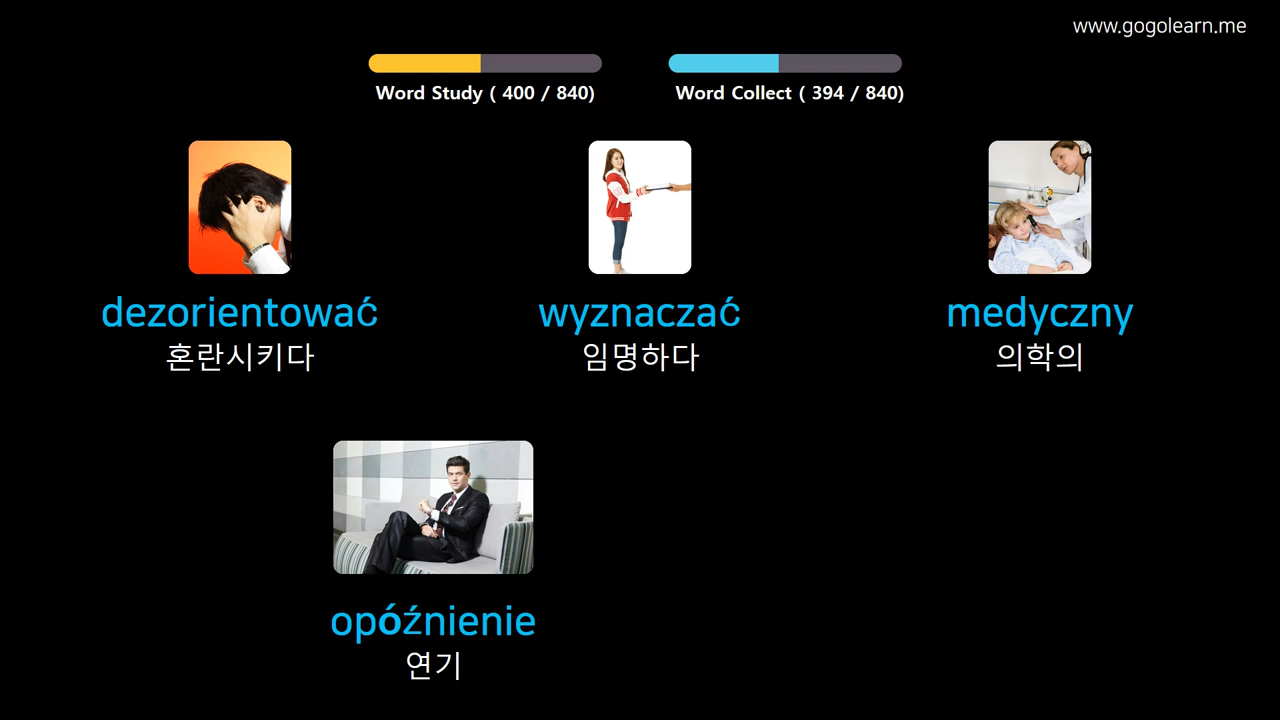 www.gogolearn.me
Word Study ( 400 / 840)
Word Collect ( 394 / 840)
dezorientować
혼란시키다
wyznaczać
임명하다
medyczny
의학의
opóźnienie
연기